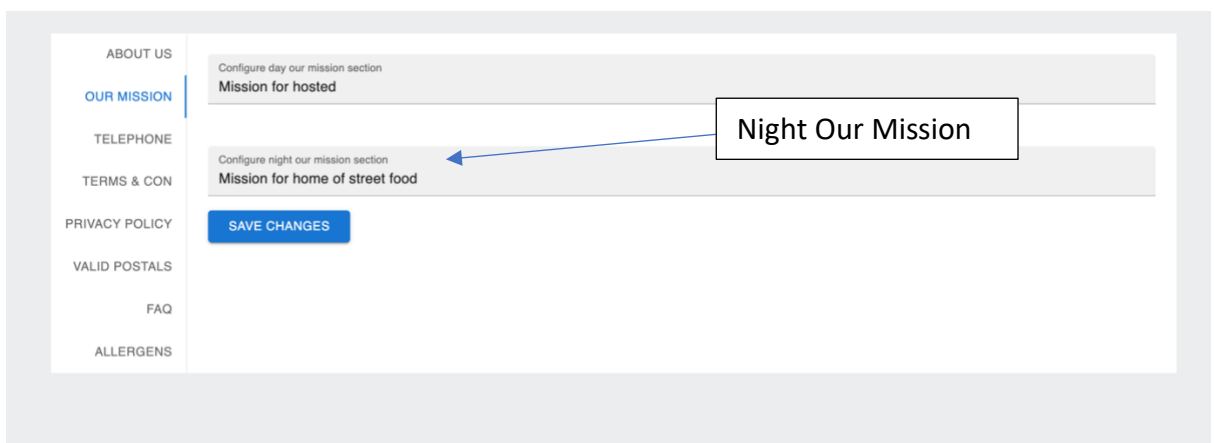 ABOUT US
OUR MISSION
TELEPHONE
TERMS & CON
PRIVACY POLICY
VALID POSTALS
FAQ
ALLERGENS
Configure day our mission section
Mission for hosted
Night Our Mission
Configure night our mission section
Mission for home of street food
SAVE CHANGES